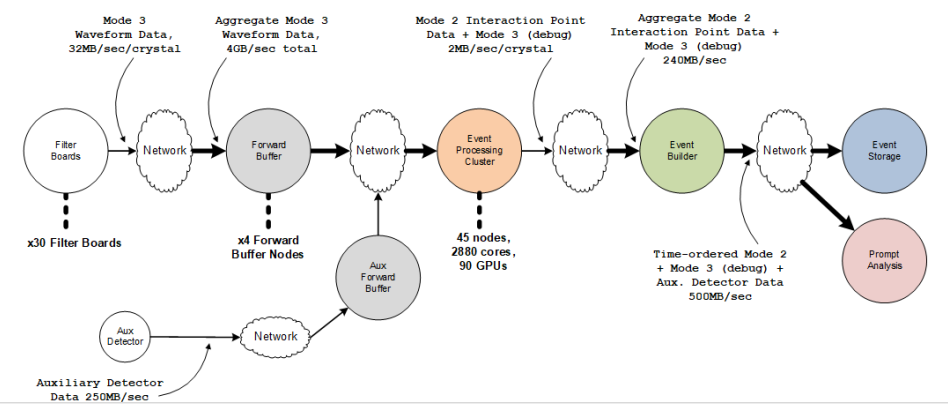 Mode 3
Waveform Data,
32MB/sec/crystal
Aggregate Mode 3
Waveform Data,
4GB/sec total
Mode 2 Interaction Point
Data + Mode 3 (debug)
2MB/sec/crystal
Aggregate Mode 2
Interaction Point Data +
Mode 3 (debug)
240MB/sec
Filter
Boards
Network
Forward
Buffer
Network
Event
Processing
Cluster
Network
Event
Builder
Network
Event
Storage
x30 Filter Boards
x4 Forward
Buffer Nodes
45 nodes,
2880 cores,
90 GPUs
Time-ordered Mode 2
+ Mode 3 (debug) +
Aux. Detector Data
500MB/sec
Prompt
Analysis
Aux
Forward
Buffer
Aux
Detector
Network
Auxiliary Detector
Data 250MB/sec